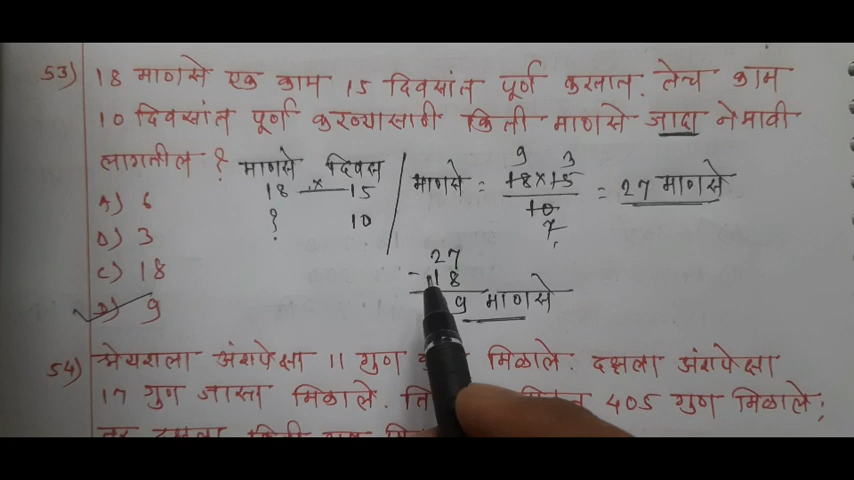 53) 18 माणसे एक काम 15 दिवसांत पूर्ण करतात. तेच काम
10 दिवसांत पूर्ण करण्यासाठी किती माणसे जादा नेमावी
लागतील ?
A) 6
B) 3
C) 18
D) 9
माणसे दिवस
18 × 15
? 10
माणसे = 18×15 / 10 = 27 माणसे
9 3
27
- 18
9 माणसे
54) श्रेयशला अंशपेक्षा 11 गुण मिळाले. दक्षला अंशपेक्षा
17 गुण जास्त मिळाले. 405 गुण मिळाले;